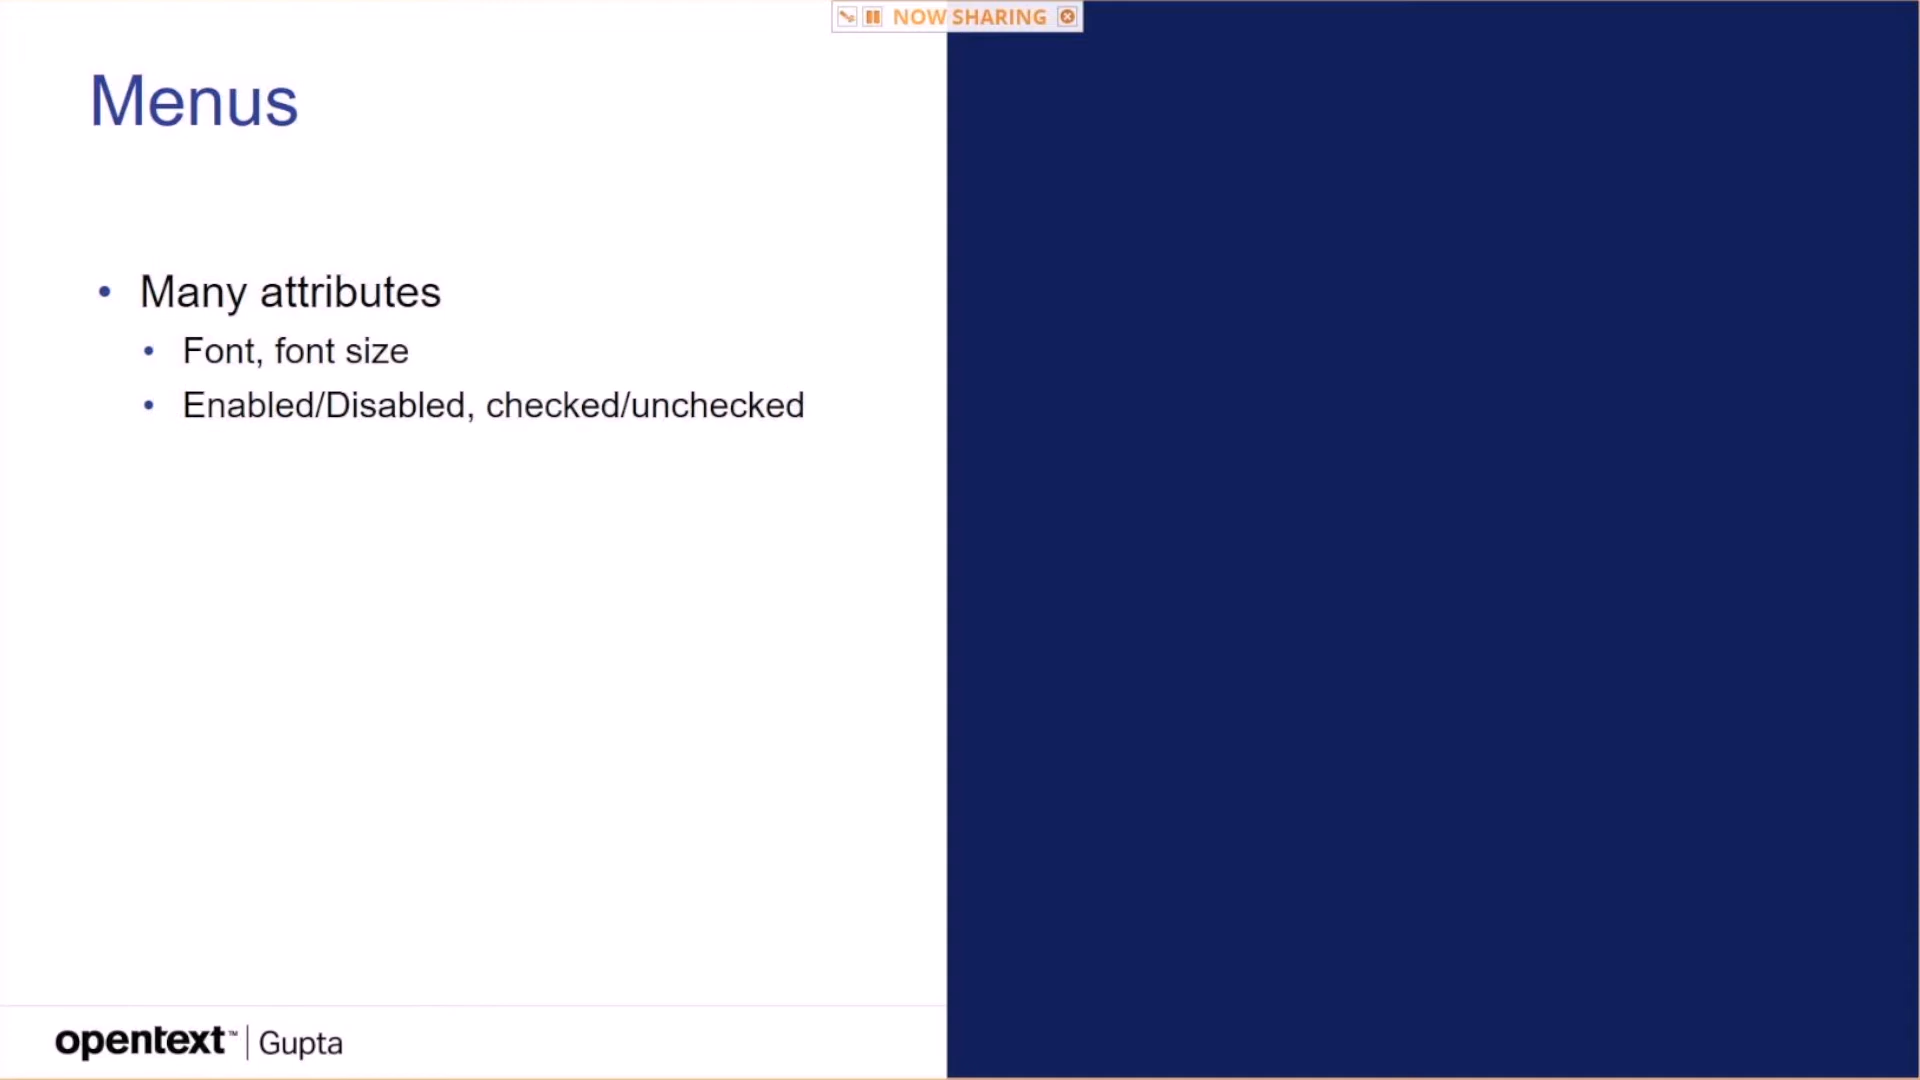 NOW SHARING
Menus
• Many attributes
• Font, font size
• Enabled/Disabled, checked/unchecked
opentext™ | Gupta